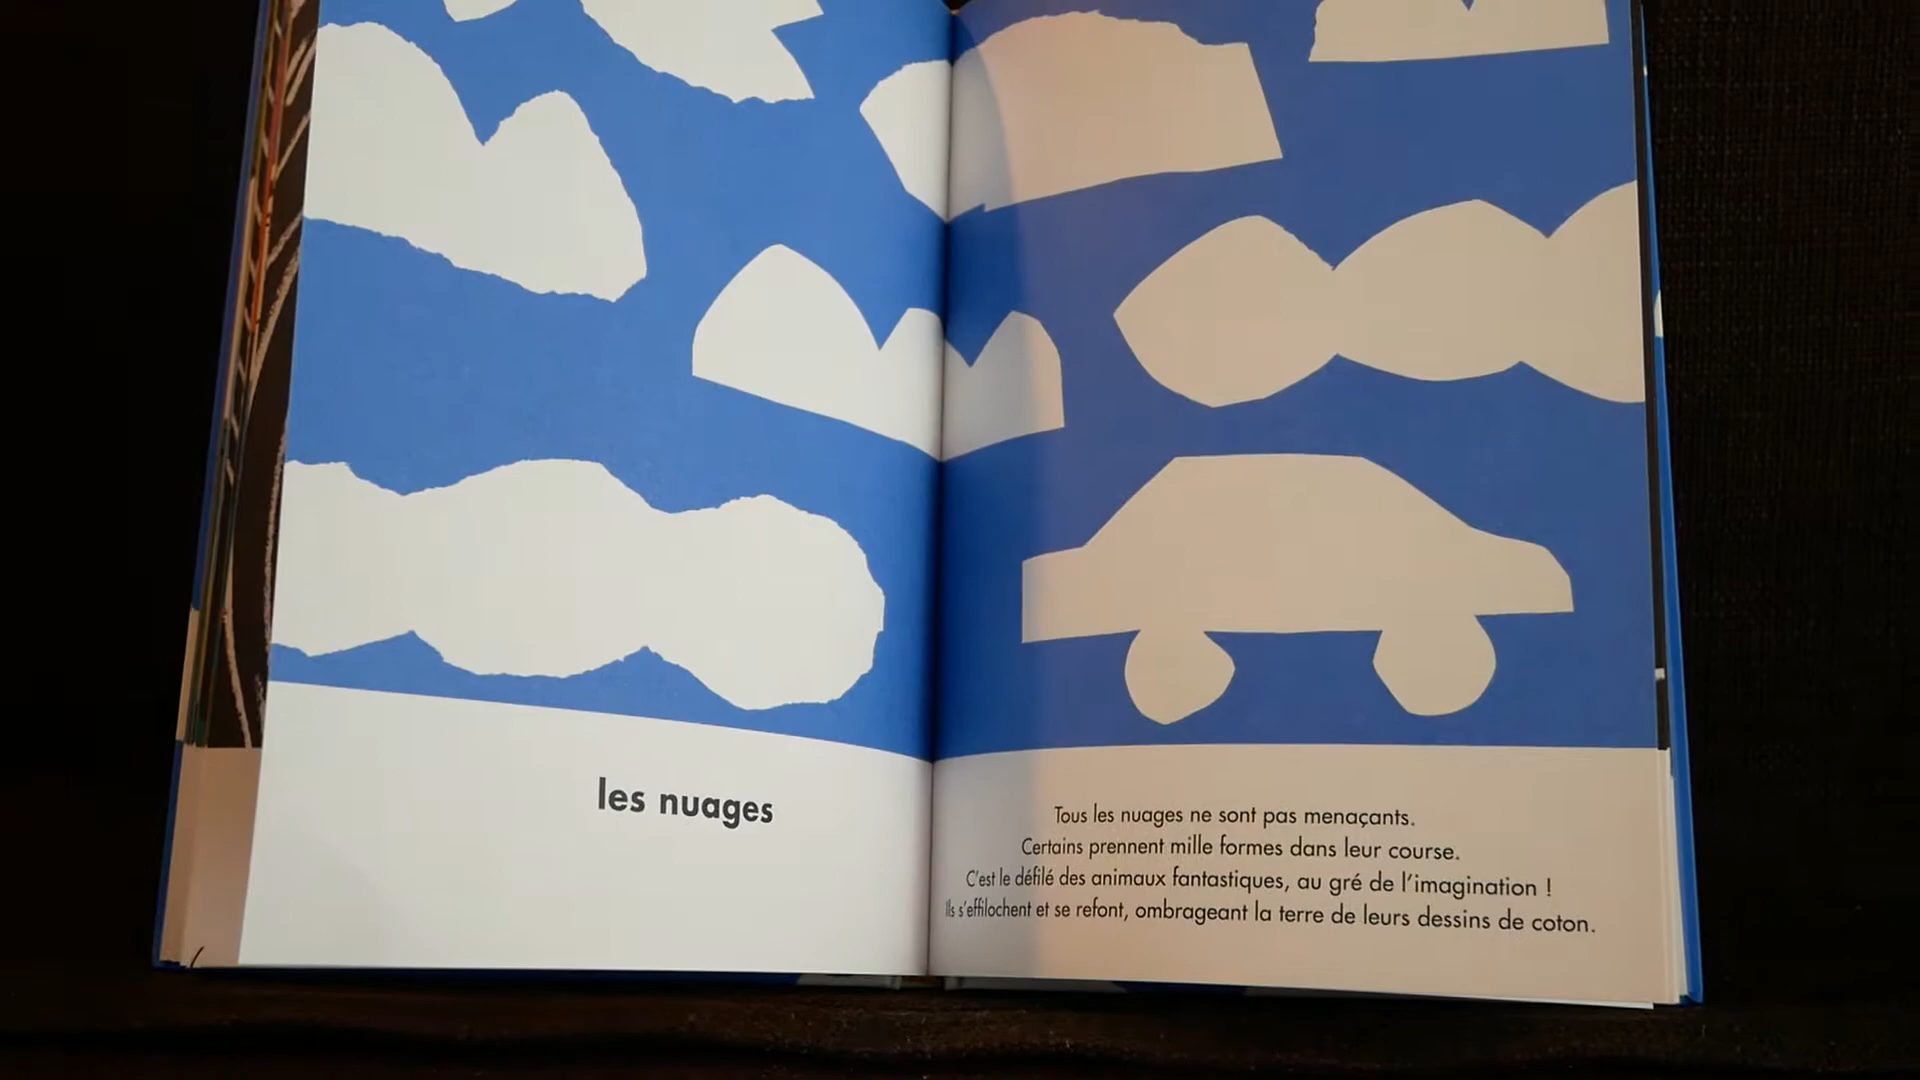 les nuages
Tous les nuages ne sont pas menaçants.
Certains prennent mille formes dans leur course.
C'est le défilé des animaux fantastiques, au gré de l'imagination !
Ils s'effilochent et se refont, ombrageant la terre de leurs dessins de coton.